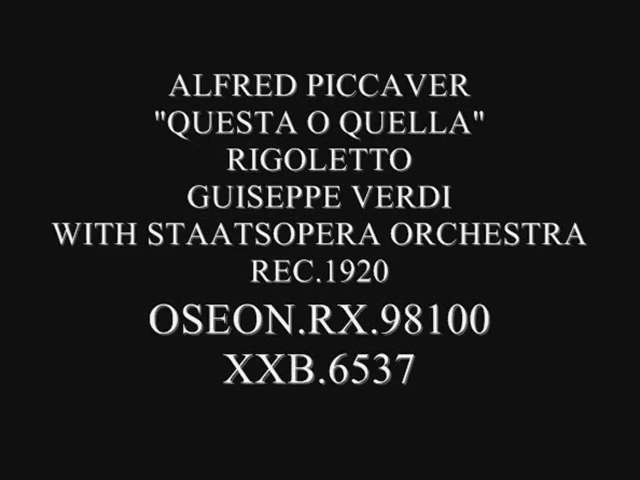 ALFRED PICCAVER
"QUESTA O QUELLA"
RIGOLETTO
GUISEPPE VERDI
WITH STAATSOPERA ORCHESTRA
REC.1920
OSEON.RX.98100
XXB.6537